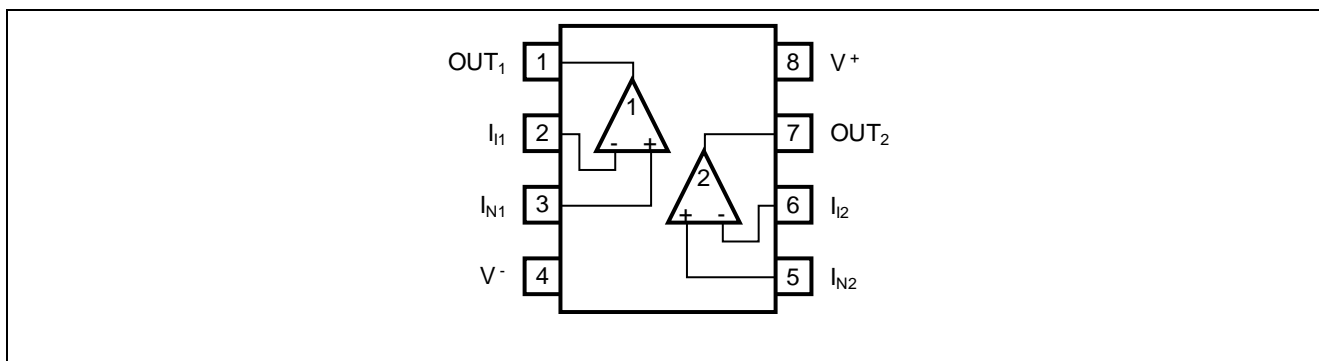 OUT1 1 8 V+
1
II1 2 7 OUT2
- +
2
IN1 3 6 II2
+ -
V- 4 5 IN2